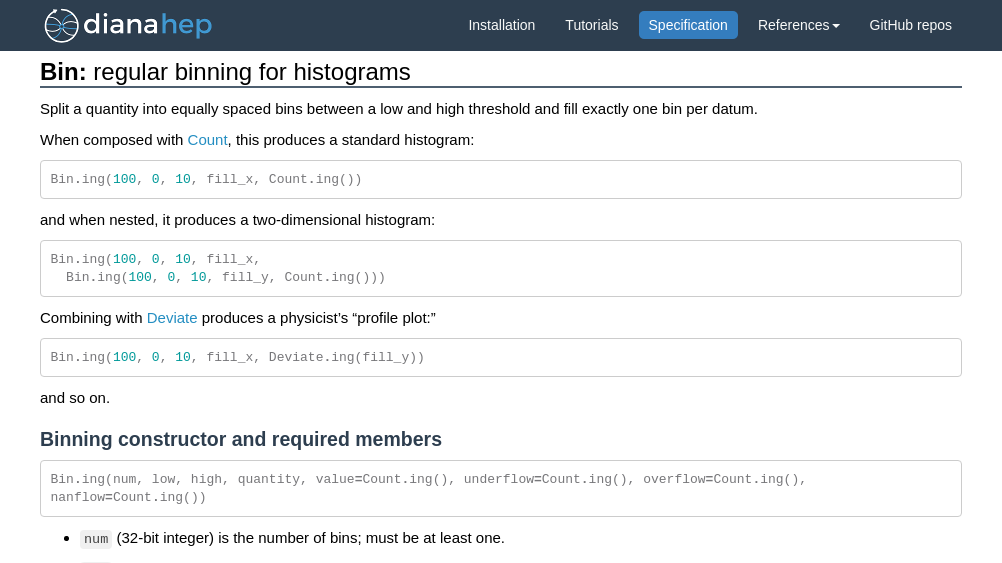 dianahep
Installation Tutorials Specification References GitHub repos
Bin: regular binning for histograms
Split a quantity into equally spaced bins between a low and high threshold and fill exactly one bin per datum.
When composed with Count, this produces a standard histogram:
Bin.ing(100, 0, 10, fill_x, Count.ing())
and when nested, it produces a two-dimensional histogram:
Bin.ing(100, 0, 10, fill_x,
  Bin.ing(100, 0, 10, fill_y, Count.ing()))
Combining with Deviate produces a physicist’s “profile plot:”
Bin.ing(100, 0, 10, fill_x, Deviate.ing(fill_y))
and so on.
Binning constructor and required members
Bin.ing(num, low, high, quantity, value=Count.ing(), underflow=Count.ing(), overflow=Count.ing(),
nanflow=Count.ing())
• num (32-bit integer) is the number of bins; must be at least one.